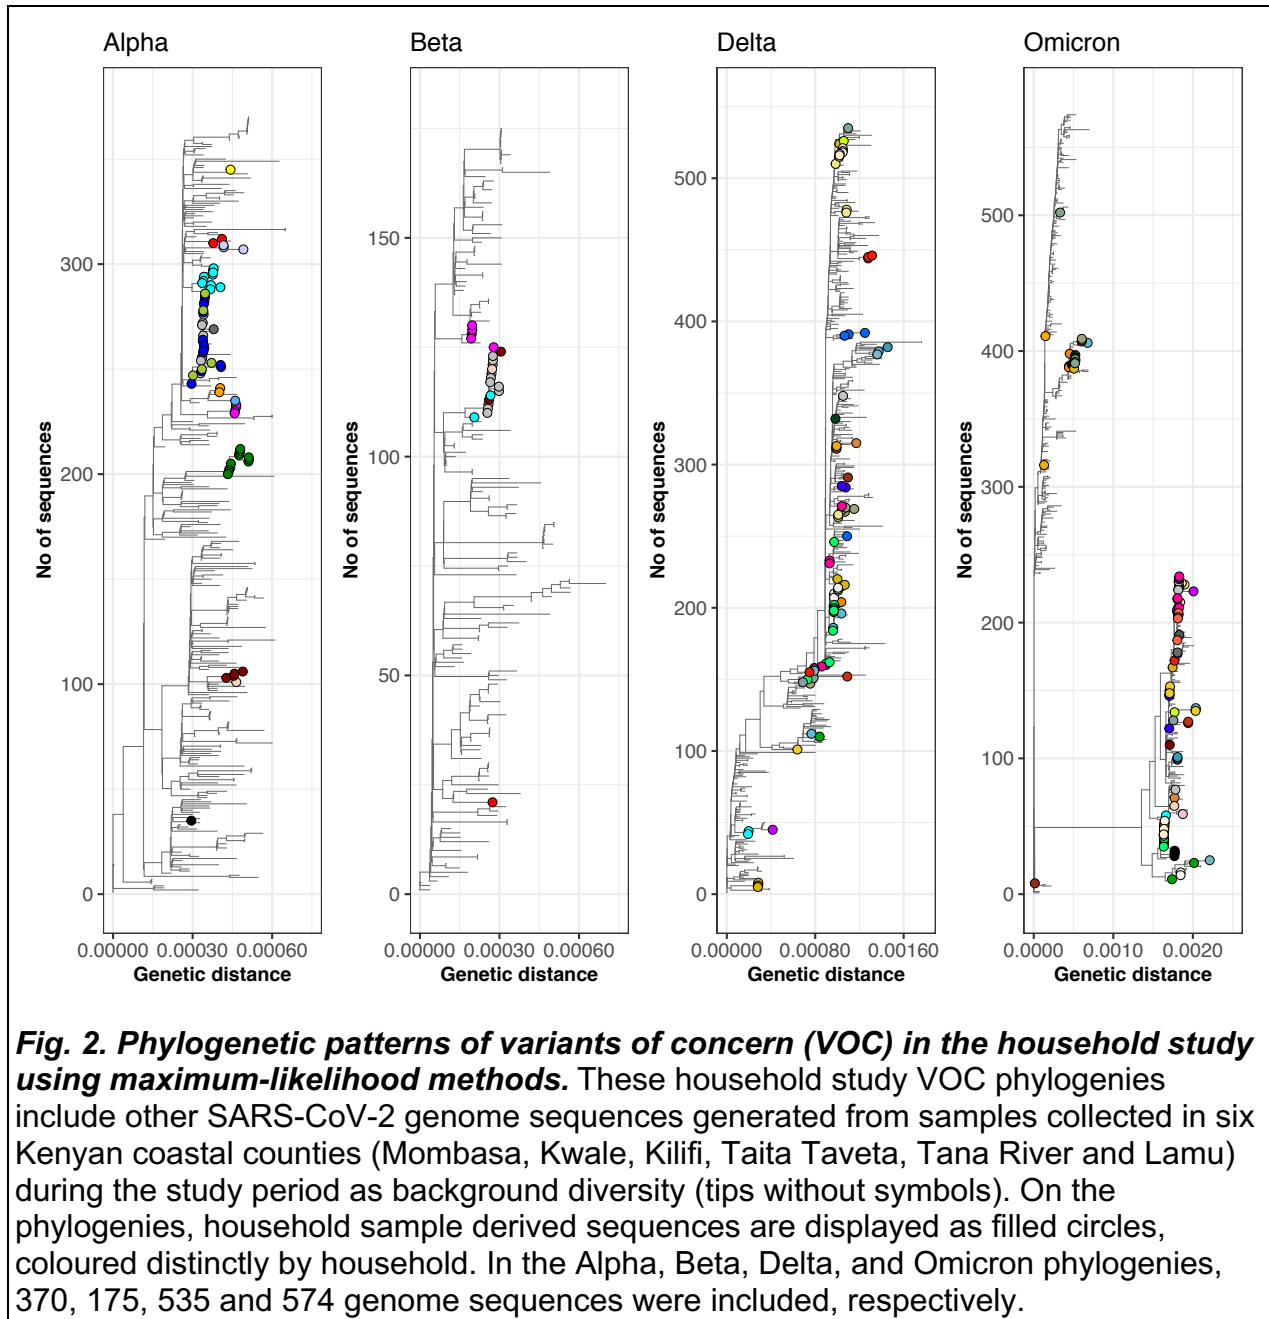 Alpha
Beta
Delta
Omicron
No of sequences
300
200
100
0
0.00000 0.00030 0.00060
Genetic distance
No of sequences
150
100
50
0
0.00000 0.00030 0.00060
Genetic distance
No of sequences
500
400
300
200
100
0
0.00000 0.00080 0.00160
Genetic distance
No of sequences
500
400
300
200
100
0
0.0000 0.0010 0.0020
Genetic distance
Fig. 2. Phylogenetic patterns of variants of concern (VOC) in the household study
using maximum-likelihood methods. These household study VOC phylogenies
include other SARS-CoV-2 genome sequences generated from samples collected in six
Kenyan coastal counties (Mombasa, Kwale, Kilifi, Taita Taveta, Tana River and Lamu)
during the study period as background diversity (tips without symbols). On the
phylogenies, household sample derived sequences are displayed as filled circles,
coloured distinctly by household. In the Alpha, Beta, Delta, and Omicron phylogenies,
370, 175, 535 and 574 genome sequences were included, respectively.